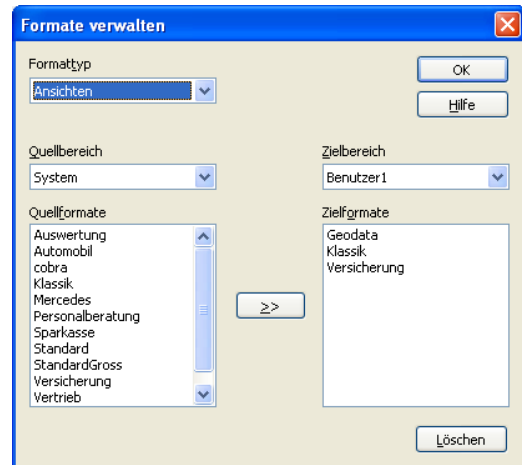 Formate verwalten
Formattyp
Ansichten
OK
Hilfe
Quellbereich
System
Zielbereich
Benutzer1
Quellformate
Auswertung
Automobil
cobra
Klassik
Mercedes
Personalberatung
Sparkasse
Standard
StandardGross
Versicherung
Vertrieb
>>
Zielformate
Geodata
Klassik
Versicherung
Löschen